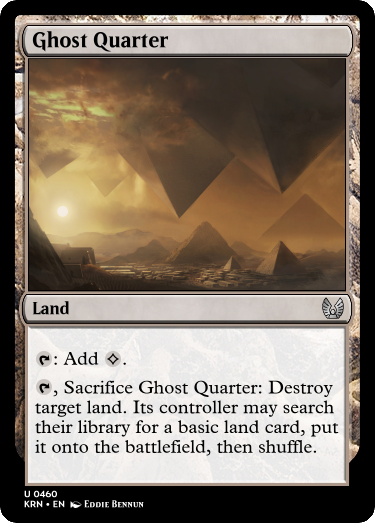 Ghost Quarter
Land
: Add .
, Sacrifice Ghost Quarter: Destroy
target land. Its controller may search
their library for a basic land card, put
it onto the battlefield, then shuffle.
U 0460
KRN • EN Eddie Bennun